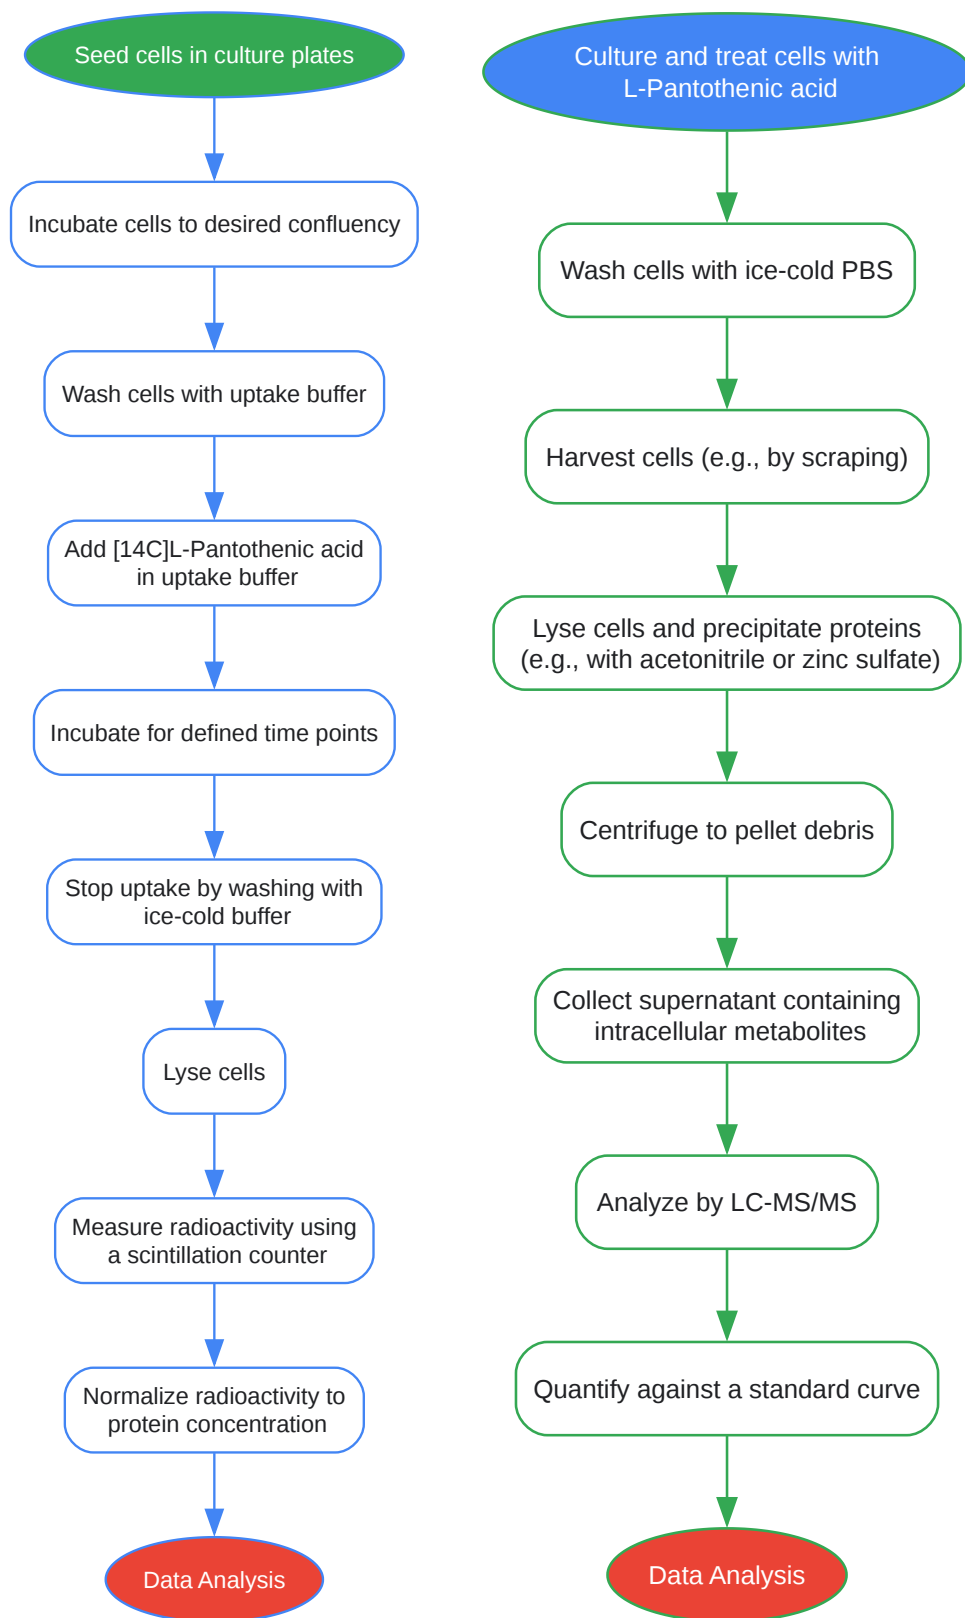 Seed cells in culture plates
Incubate cells to desired confluency
Wash cells with uptake buffer
Add [14C]L-Pantothenic acid
in uptake buffer
Incubate for defined time points
Stop uptake by washing with
ice-cold buffer
Lyse cells
Measure radioactivity using
a scintillation counter
Normalize radioactivity to
protein concentration
Data Analysis
Culture and treat cells with
L-Pantothenic acid
Wash cells with ice-cold PBS
Harvest cells (e.g., by scraping)
Lyse cells and precipitate proteins
(e.g., with acetonitrile or zinc sulfate)
Centrifuge to pellet debris
Collect supernatant containing
intracellular metabolites
Analyze by LC-MS/MS
Quantify against a standard curve
Data Analysis